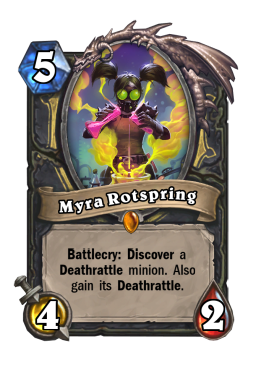 5
Myra Rotspring
Battlecry: Discover a
Deathrattle minion. Also
gain its Deathrattle.
4
2